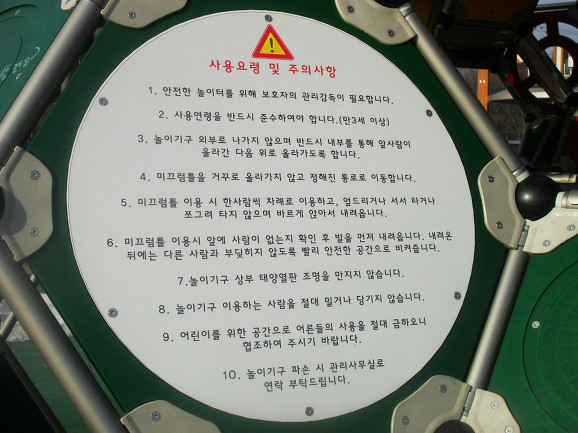 사용요령 및 주의사항
1. 안전한 놀이터를 위해 보호자의 관리감독이 필요합니다.
2. 사용연령을 반드시 준수하여야 합니다.(만3세 이상)
3. 놀이기구 외부로 나가지 않으며 반드시 내부를 통해 앞사람이
올라간 다음 위로 올라가도록 합니다.
4. 미끄럼틀을 거꾸로 올라가지 않고 정해진 통로로 이동합니다.
5. 미끄럼틀 이용 시 한사람씩 차례로 이용하고, 엎드리거나 서서 타거나
쪼그려 타지 않으며 바르게 앉아서 내려옵니다.
6. 미끄럼틀 이용시 앞에 사람이 없는지 확인 후 발을 먼저 내려옵니다. 내려온
뒤에는 다른 사람과 부딪히지 않도록 빨리 안전한 공간으로 비켜줍니다.
7.놀이기구 상부 태양열판 조명을 만지지 않습니다.
8. 놀이기구 이용하는 사람을 절대 밀거나 당기지 않습니다.
9. 어린이를 위한 공간으로 어른들의 사용을 절대 금하오니
협조하여 주시기 바랍니다.
10. 놀이기구 파손 시 관리사무실로
연락 부탁드립니다.